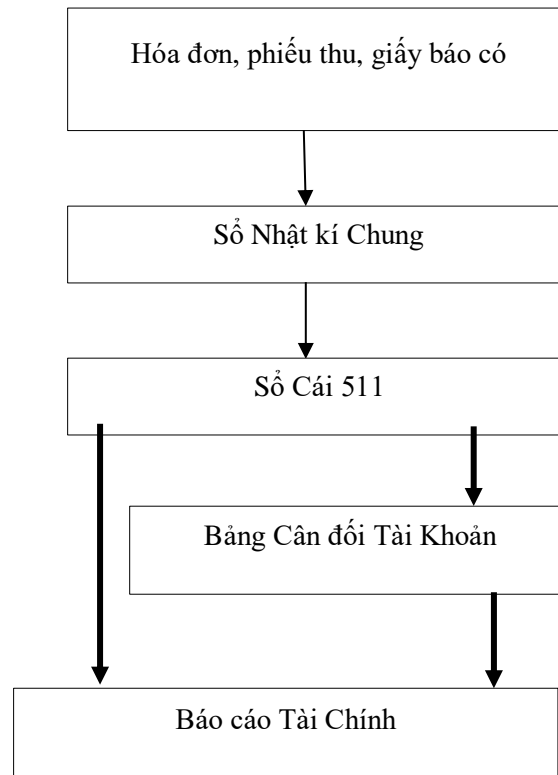 Hóa đơn, phiếu thu, giấy báo có
Sổ Nhật kí Chung
Sổ Cái 511
Bảng Cân đối Tài Khoản
Báo cáo Tài Chính